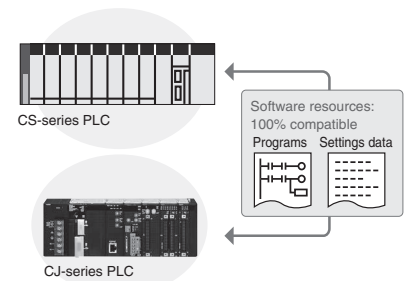 CS-series PLC
Software resources:
100% compatible
Programs Settings data
CJ-series PLC